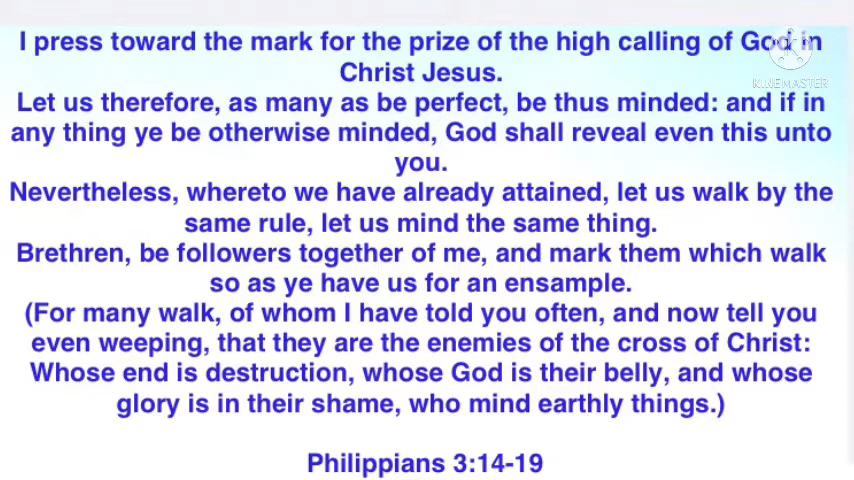 I press toward the mark for the prize of the high calling of God in
Christ Jesus.
Let us therefore, as many as be perfect, be thus minded: and if in
any thing ye be otherwise minded, God shall reveal even this unto
you.
Nevertheless, whereto we have already attained, let us walk by the
same rule, let us mind the same thing.
Brethren, be followers together of me, and mark them which walk
so as ye have us for an ensample.
(For many walk, of whom I have told you often, and now tell you
even weeping, that they are the enemies of the cross of Christ:
Whose end is destruction, whose God is their belly, and whose
glory is in their shame, who mind earthly things.)
Philippians 3:14-19
KINEMASTER